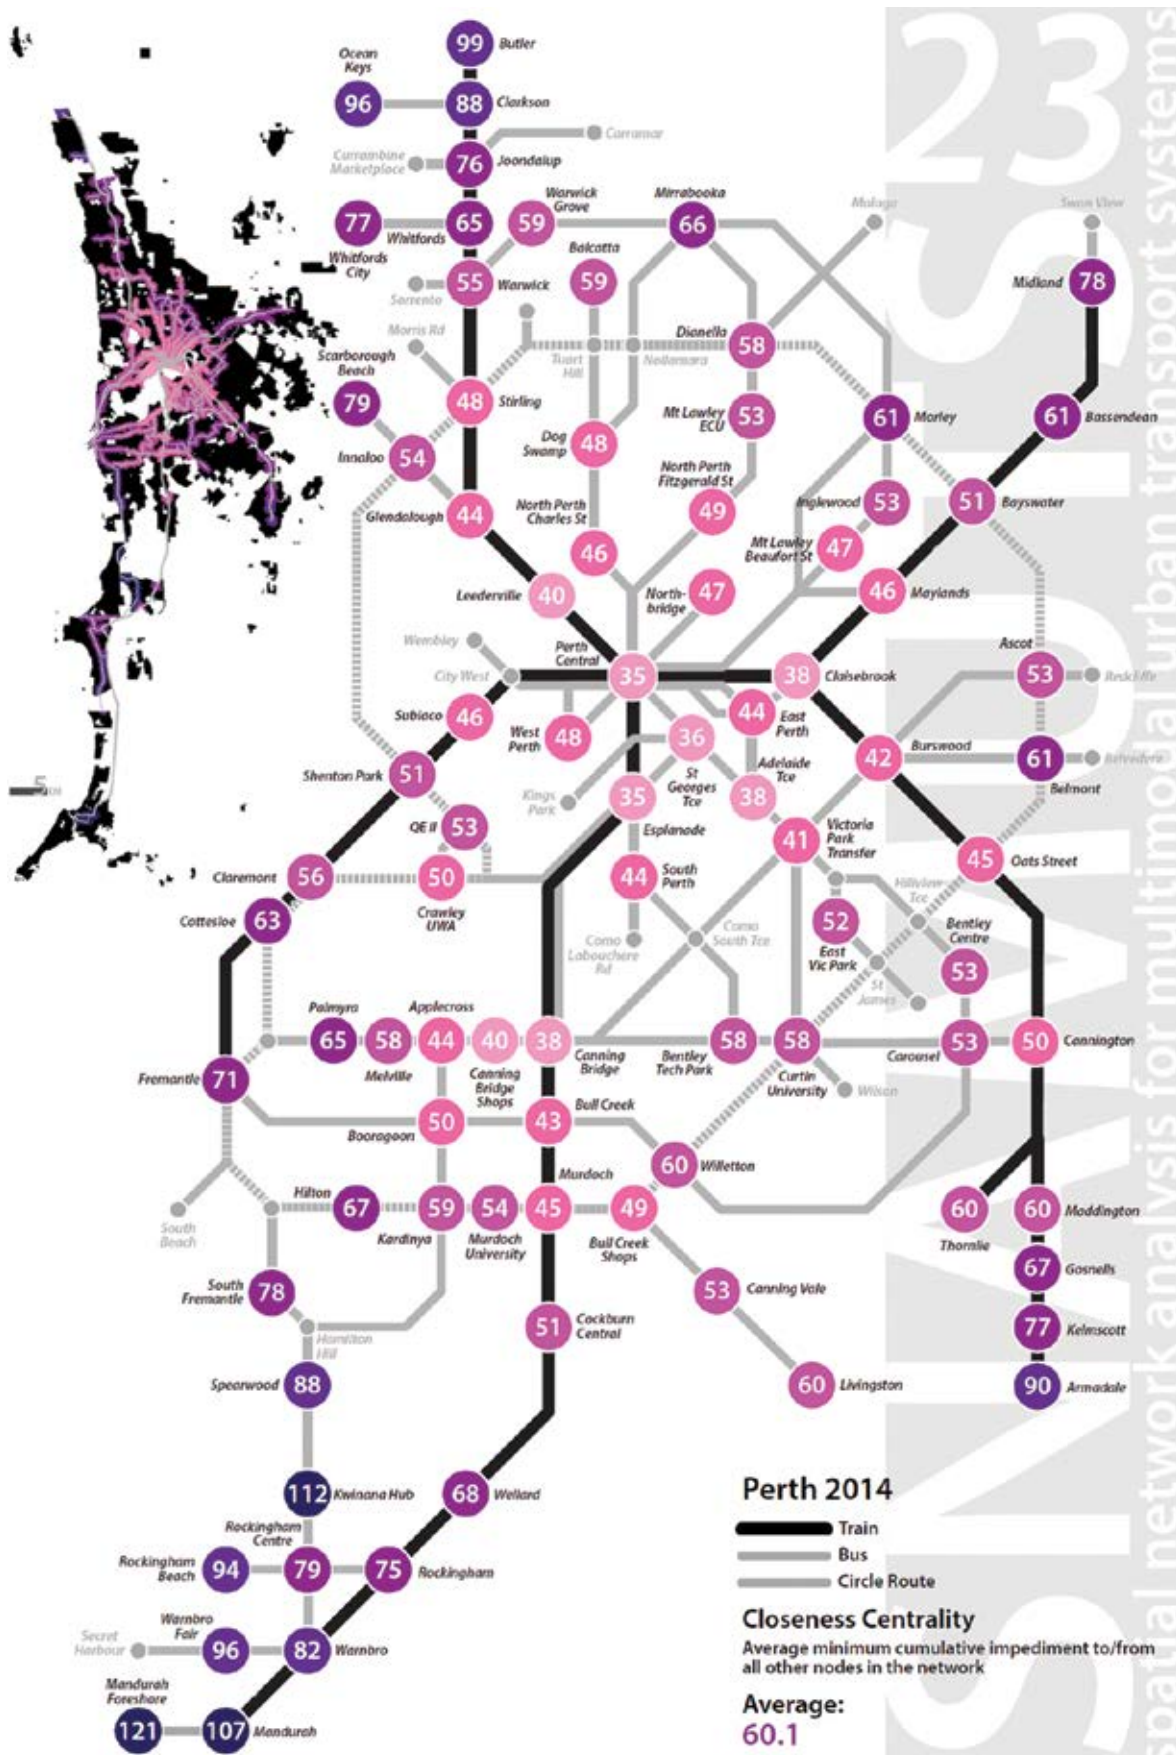 23
99
Butler
Ocean
Keys
96
88
Clarkson
Carramar
Currambine
Marketplace
76
Joondalup
Warwick
Grove
Mirrabooka
Malaga
Swan View
77
Whitfords
65
59
66
Whitfords
City
Balcatta
Sorrento
55
Warwick
59
Midland
78
Morris Rd
Dianella
58
Tuart
Hill
Nollamara
Scarborough
Beach
79
48
Stirling
Mt Lawley
ECU
53
61
Morley
61
Bassendean
Dog
Swamp
48
Innaloo
54
North Perth
Fitzgerald St
Glendalough
44
North Perth
Charles St
49
Inglewood
53
51
Bayswater
46
Mt Lawley
Beaufort St
47
Leederville
40
North-
bridge
47
46
Maylands
Wembley
City West
Perth
Central
35
38
Claisebrook
Ascot
53
Redcliffe
Subiaco
46
West
Perth
48
36
44
East
Perth
42
Burswood
61
Belvedere
Belmont
Shenton Park
51
St
Georges
Tce
Adelaide
Tce
Kings
Park
35
Esplanade
38
QE II
53
41
Victoria
Park
Transfer
45
Oats Street
Claremont
56
50
Crawley
UWA
44
South
Perth
Hillview
Tce
Cottesloe
63
Como
Labouchere
Rd
Como
South Tce
52
East
Vic Park
Bentley
Centre
53
St
James
Palmyra
65
58
Melville
Applecross
44
40
Canning
Bridge
Shops
38
Canning
Bridge
58
Bentley
Tech Park
58
Curtin
University
Carousel
53
50
Cannington
Wilson
Fremantle
71
Booragoon
50
43
Bull Creek
60
Willetton
South
Beach
Hilton
67
59
Kardinya
54
Murdoch
University
Murdoch
45
49
Bull Creek
Shops
60
Thornlie
60
Maddington
67
Gosnells
South
Fremantle
78
53
Canning Vale
Hamilton
Hill
51
Cockburn
Central
77
Kelmscott
Spearwood
88
60
Livingston
90
Armadale
112
Kwinana Hub
68
Wellard
Rockingham
Centre
Rockingham
Beach
94
79
75
Rockingham
Warnbro
Fair
Secret
Harbour
96
82
Warnbro
Mandurah
Foreshore
121
107
Mandurah
Perth 2014
Train
Bus
Circle Route
Closeness Centrality
Average minimum cumulative impediment to/from
all other nodes in the network
Average:
60.1
SNAMUTS
spatial network analysis for multimodal urban transport systems